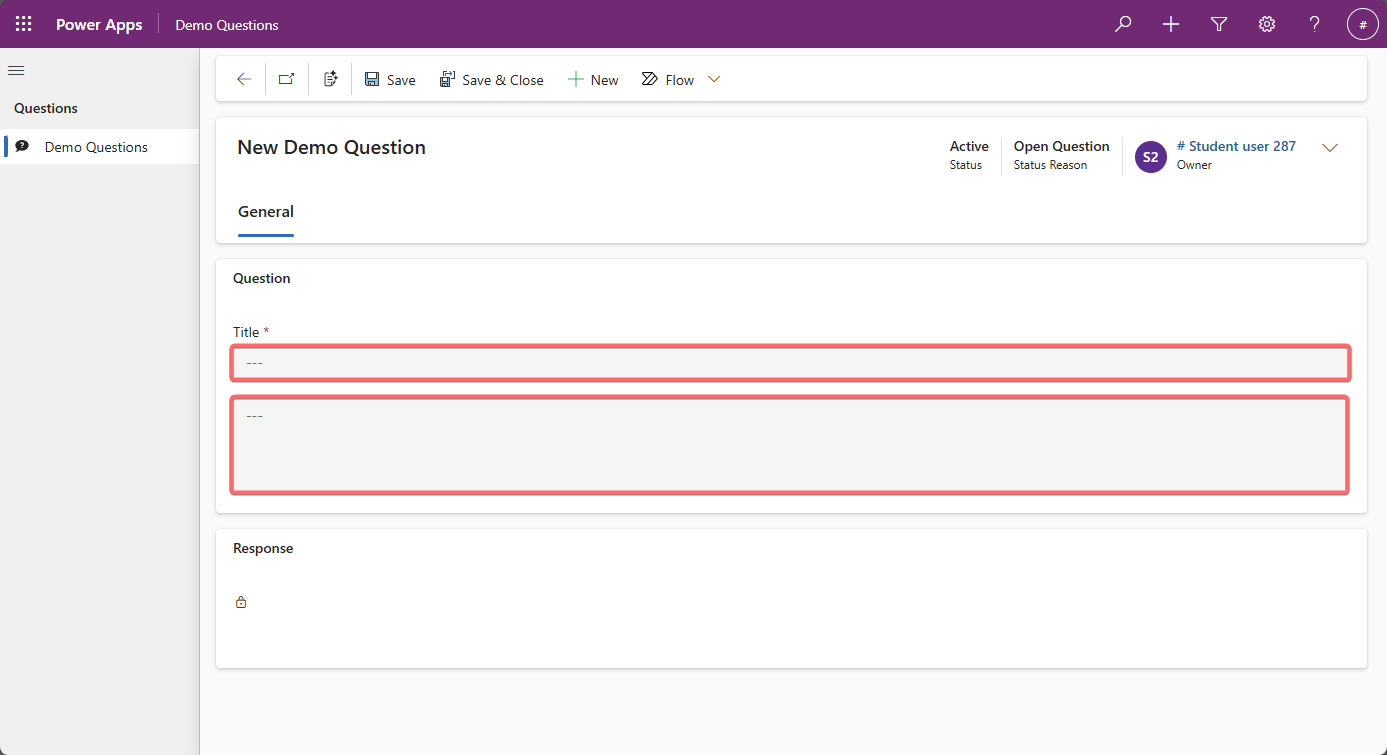 Power Apps
Demo Questions
#
Questions
Demo Questions
Save
Save & Close
New
Flow
New Demo Question
Active
Status
Open Question
Status Reason
S2
# Student user 287
Owner
General
Question
Title *
---
---
Response